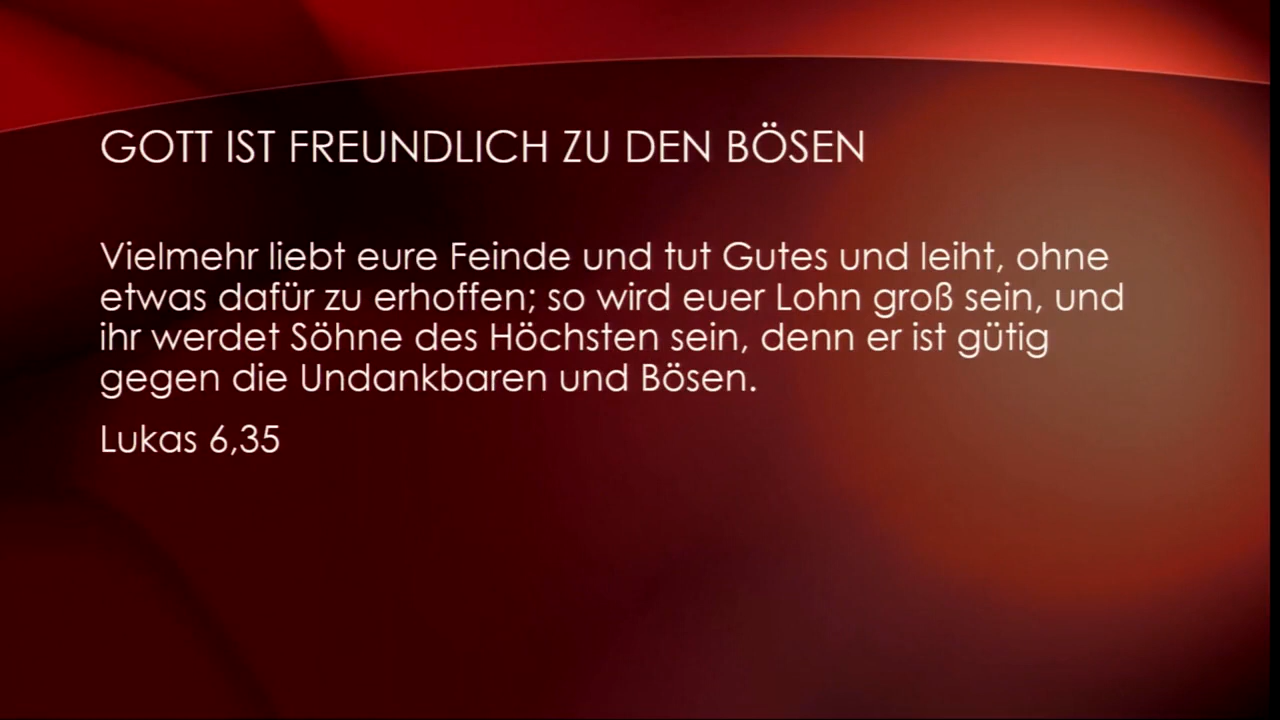 GOTT IST FREUNDLICH ZU DEN BÖSEN
Vielmehr liebt eure Feinde und tut Gutes und leiht, ohne
etwas dafür zu erhoffen; so wird euer Lohn groß sein, und
ihr werdet Söhne des Höchsten sein, denn er ist gütig
gegen die Undankbaren und Bösen.
Lukas 6,35